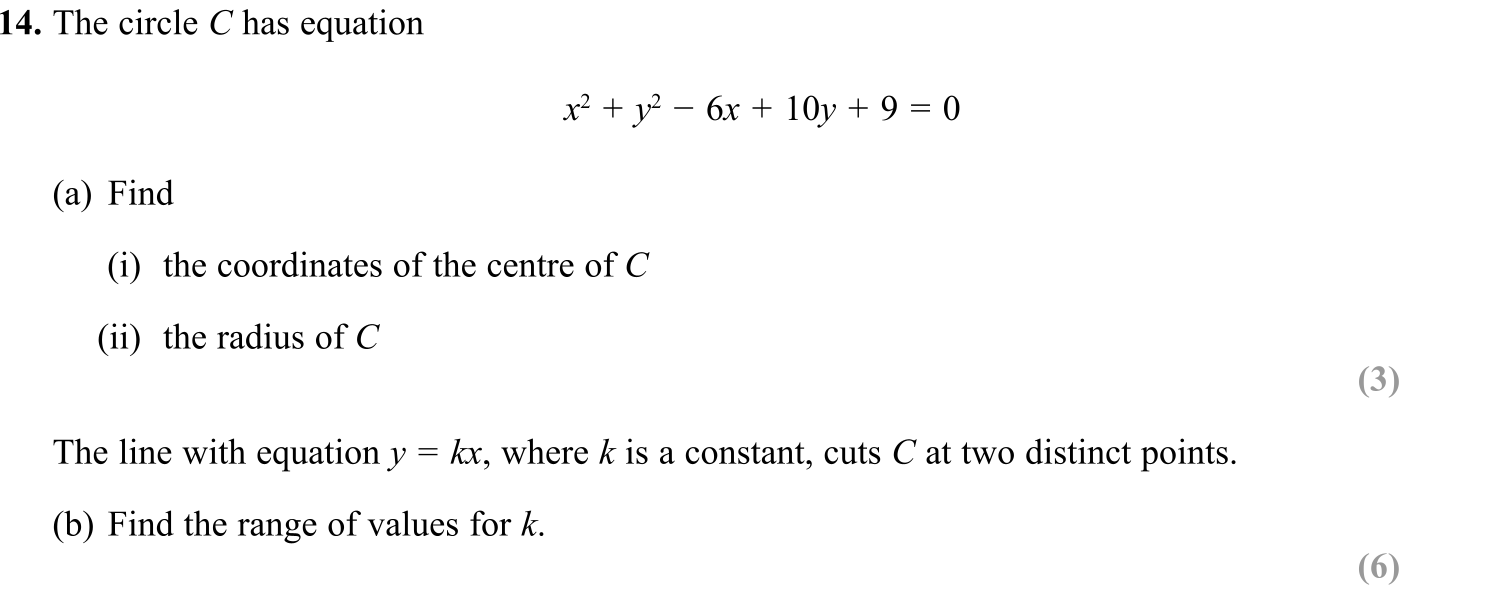 14. The circle C has equation
x² + y² − 6x + 10y + 9 = 0
(a) Find
(i) the coordinates of the centre of C
(ii) the radius of C
(3)
The line with equation y = kx, where k is a constant, cuts C at two distinct points.
(b) Find the range of values for k.
(6)